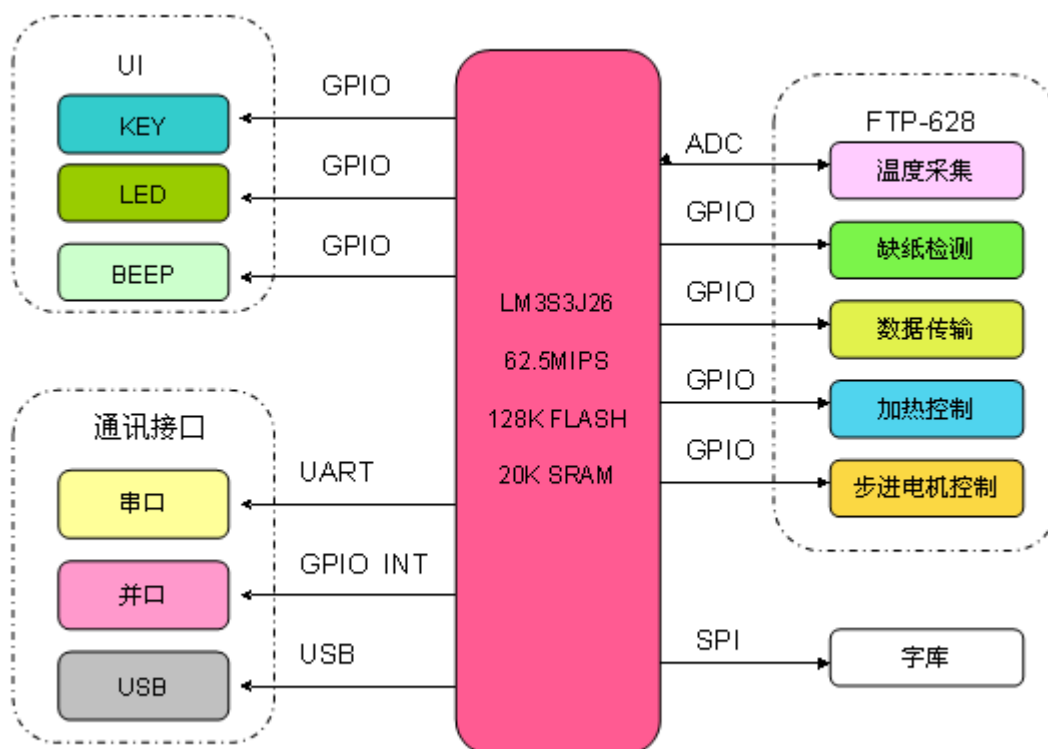 UI
GPIO
KEY
GPIO
LED
GPIO
BEEP
通讯接口
UART
串口
GPIO INT
并口
USB
USB
LM3S3J26
62.5MIPS
128K FLASH
20K SRAM
FTP-628
ADC
温度采集
GPIO
缺纸检测
GPIO
数据传输
GPIO
加热控制
GPIO
步进电机控制
SPI
字库